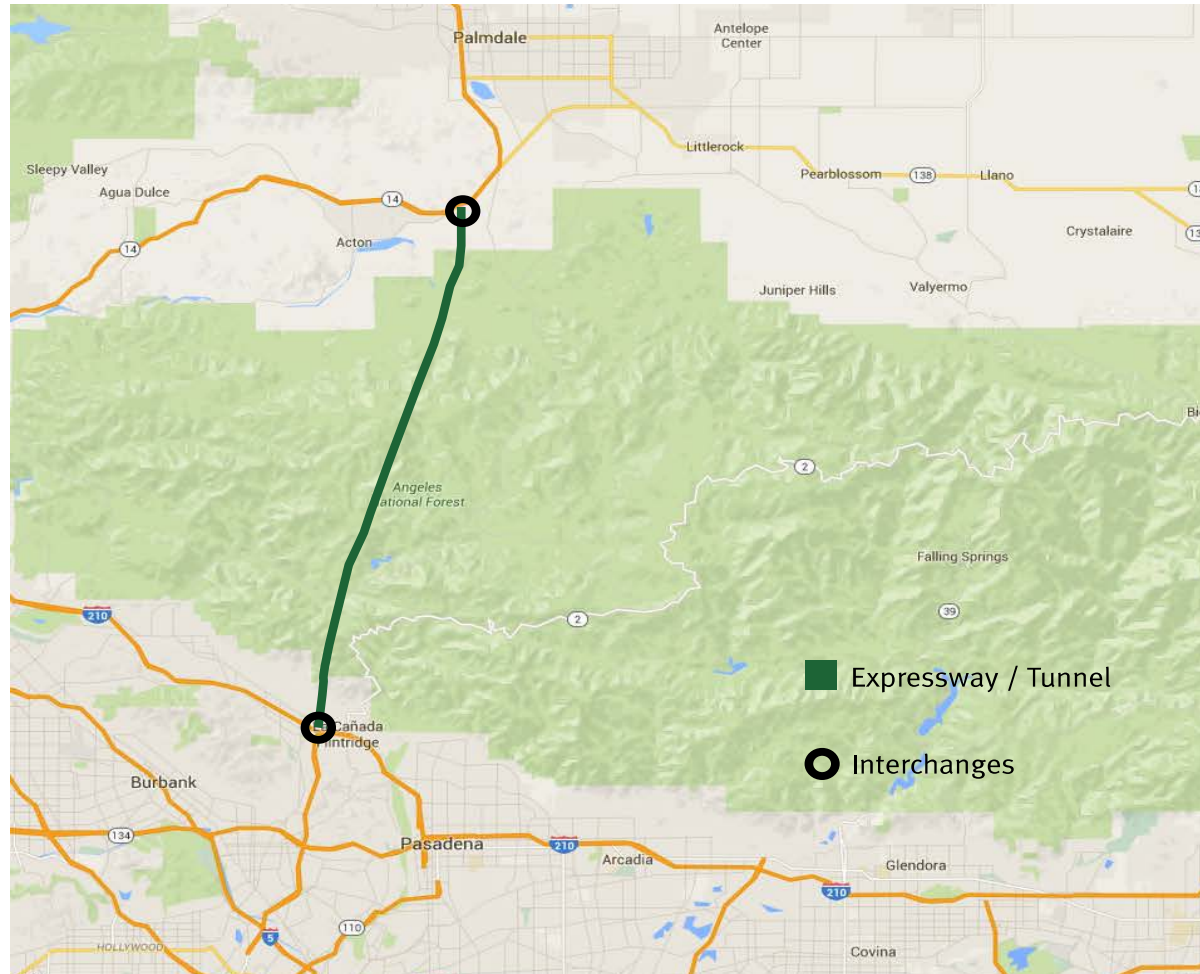 Palmdale
Antelope
Center
Littlerock
Sleepy Valley
Agua Dulce
Pearblossom
138
Llano
14
14
Acton
Crystalaire
Juniper Hills
Valyermo
2
Angeles
ational Forest
Falling Springs
39
2
210
Expressway / Tunnel
Cañada
lintridge
Interchanges
Burbank
134
Pasadena
210
Arcadia
Glendora
210
110
5
HOLLYWOOD
Covina